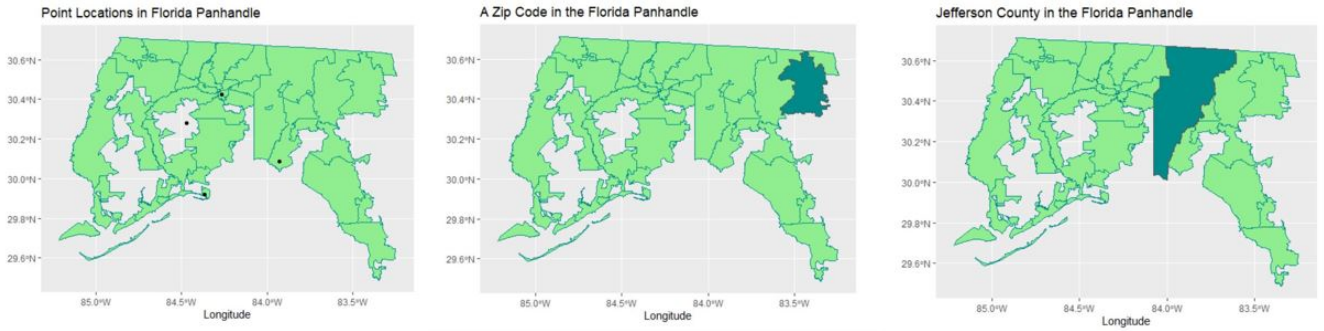 Point Locations in Florida Panhandle
30.6°N
30.4°N
30.2°N
30.0°N
29.8°N
29.6°N
85.0°W
84.5°W
84.0°W
83.5°W
Longitude
A Zip Code in the Florida Panhandle
30.6°N
30.4°N
30.2°N
30.0°N
29.8°N
29.6°N
85.0°W
84.5°W
84.0°W
83.5°W
Longitude
Jefferson County in the Florida Panhandle
30.6°N
30.4°N
30.2°N
30.0°N
29.8°N
29.6°N
85.0°W
84.5°W
84.0°W
83.5°W
Longitude